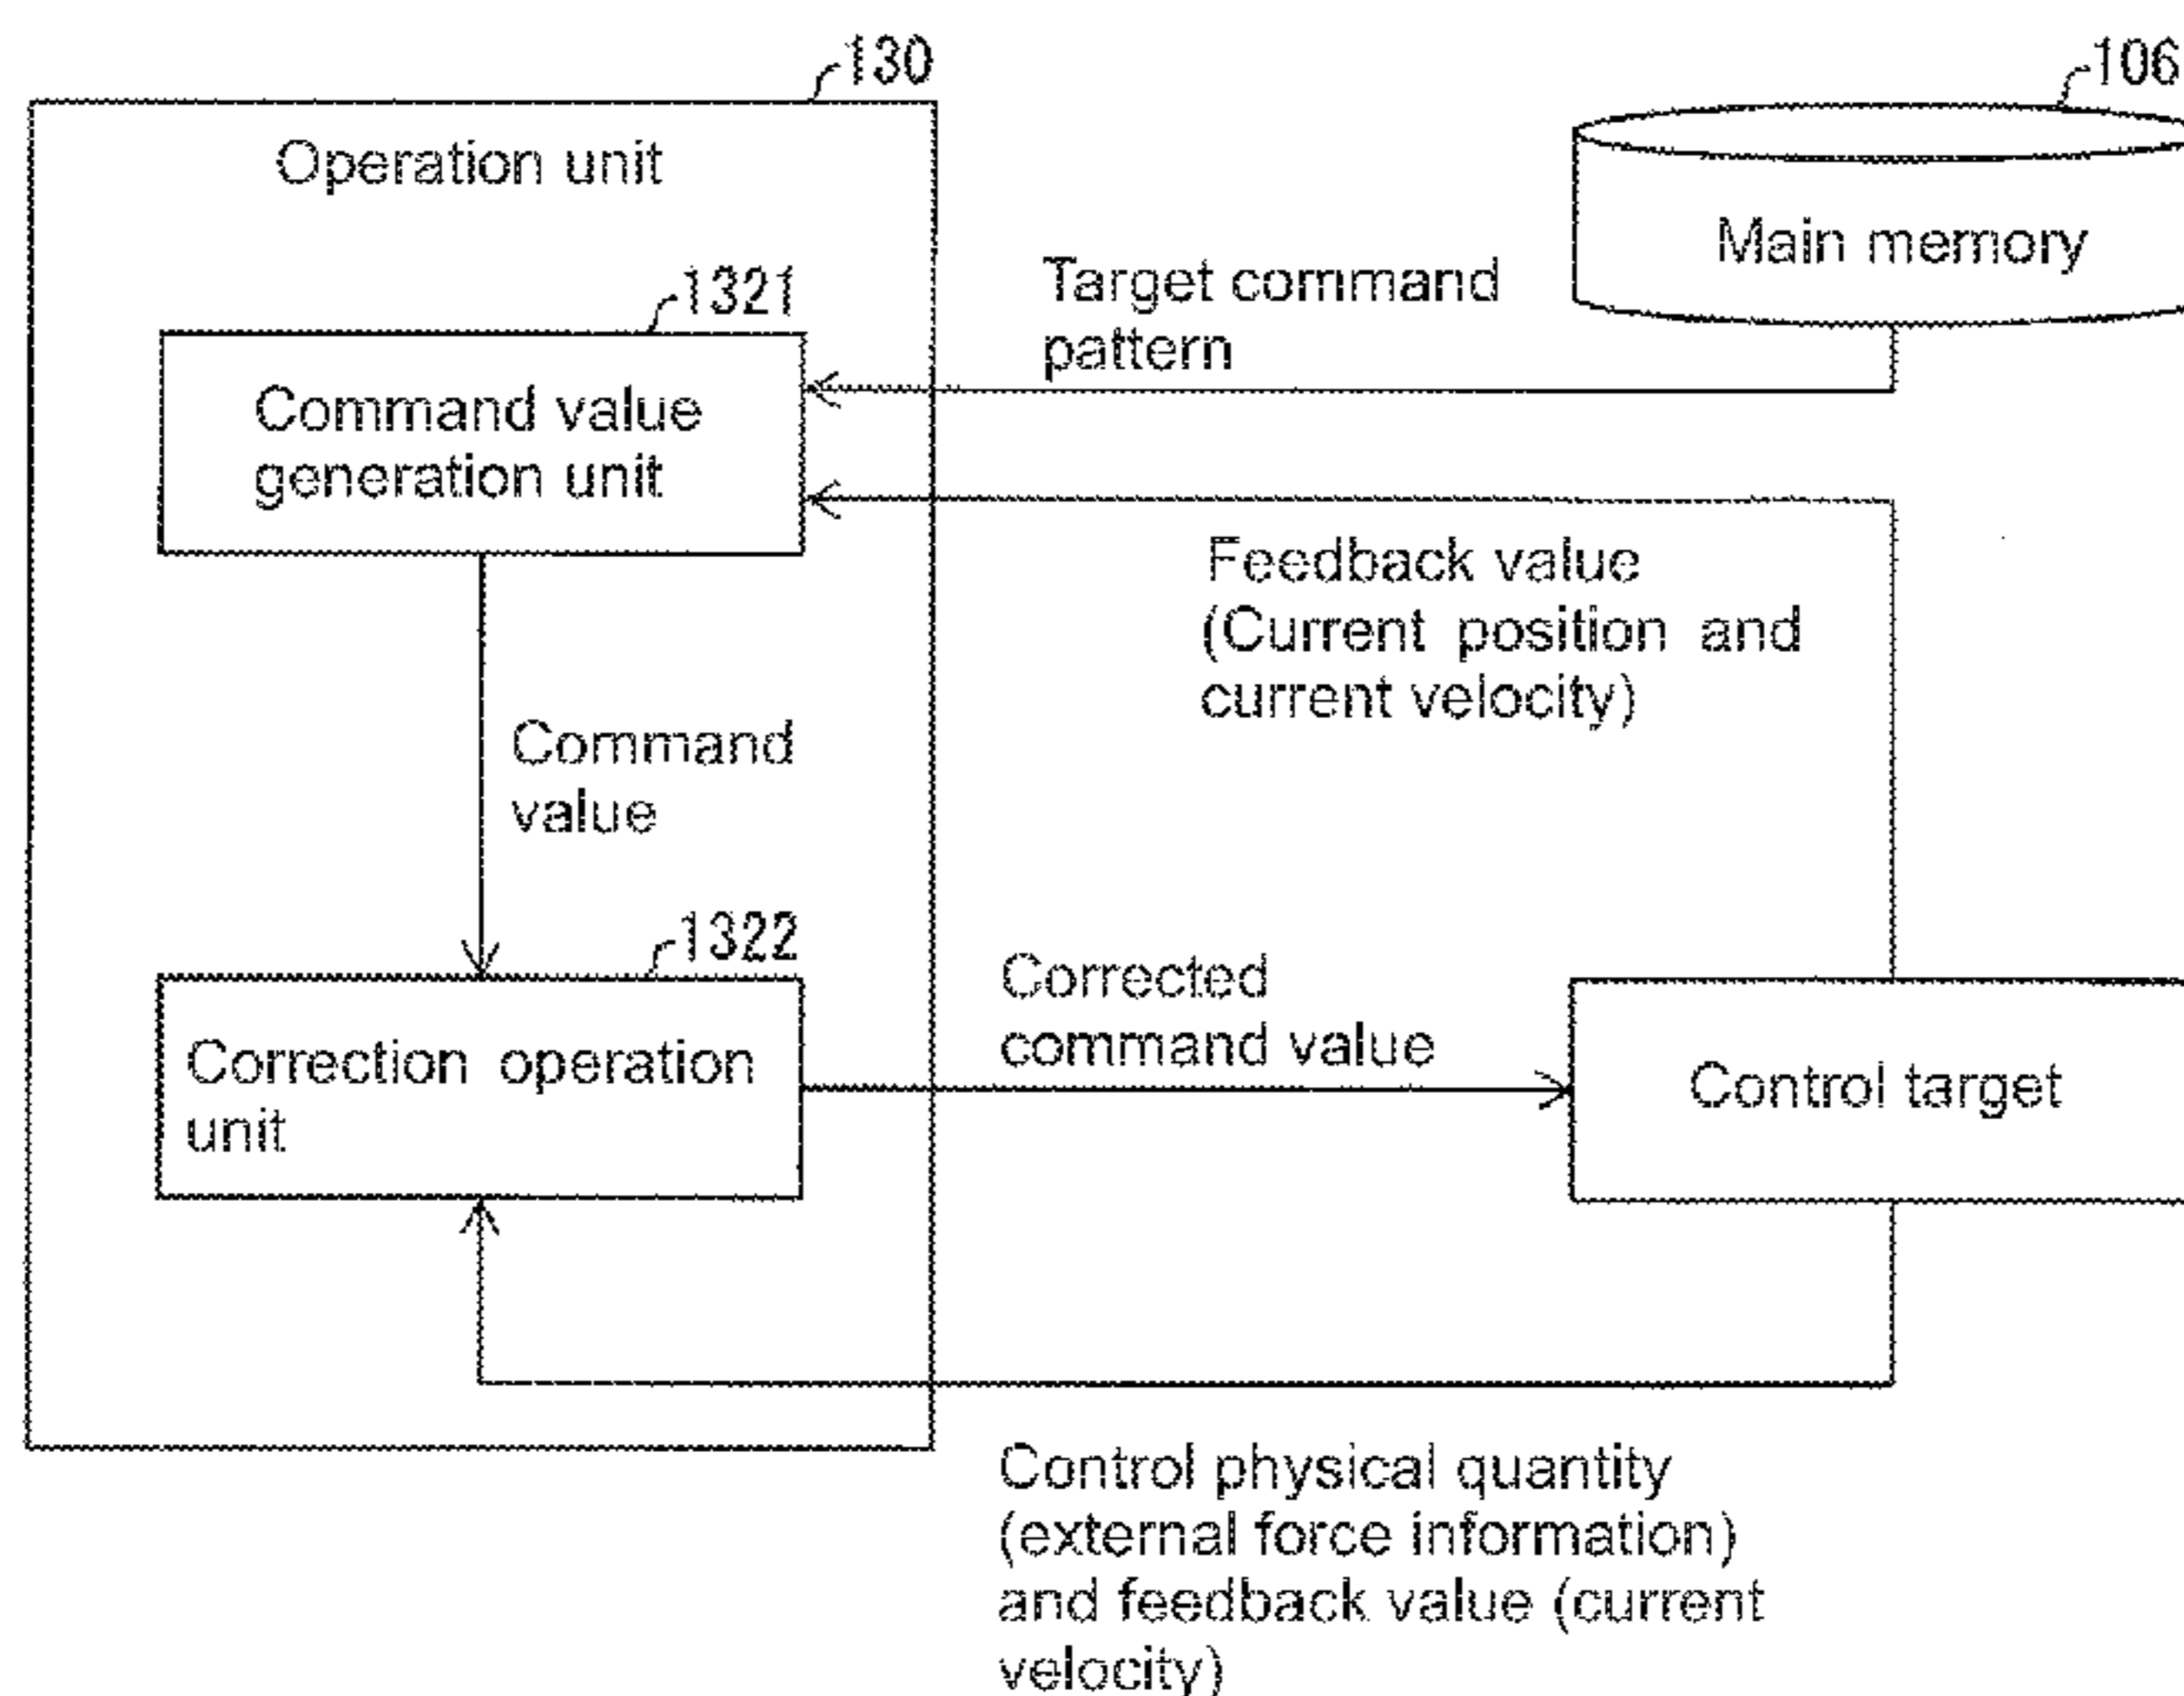 130
106
Operation unit
Main memory
1321
Target command
pattern
Command value
generation unit
Feedback value
(Current position and
current velocity)
Command
value
1322
Corrected
command value
Correction operation
unit
Control target
Control physical quantity
(external force information)
and feedback value (current
velocity)